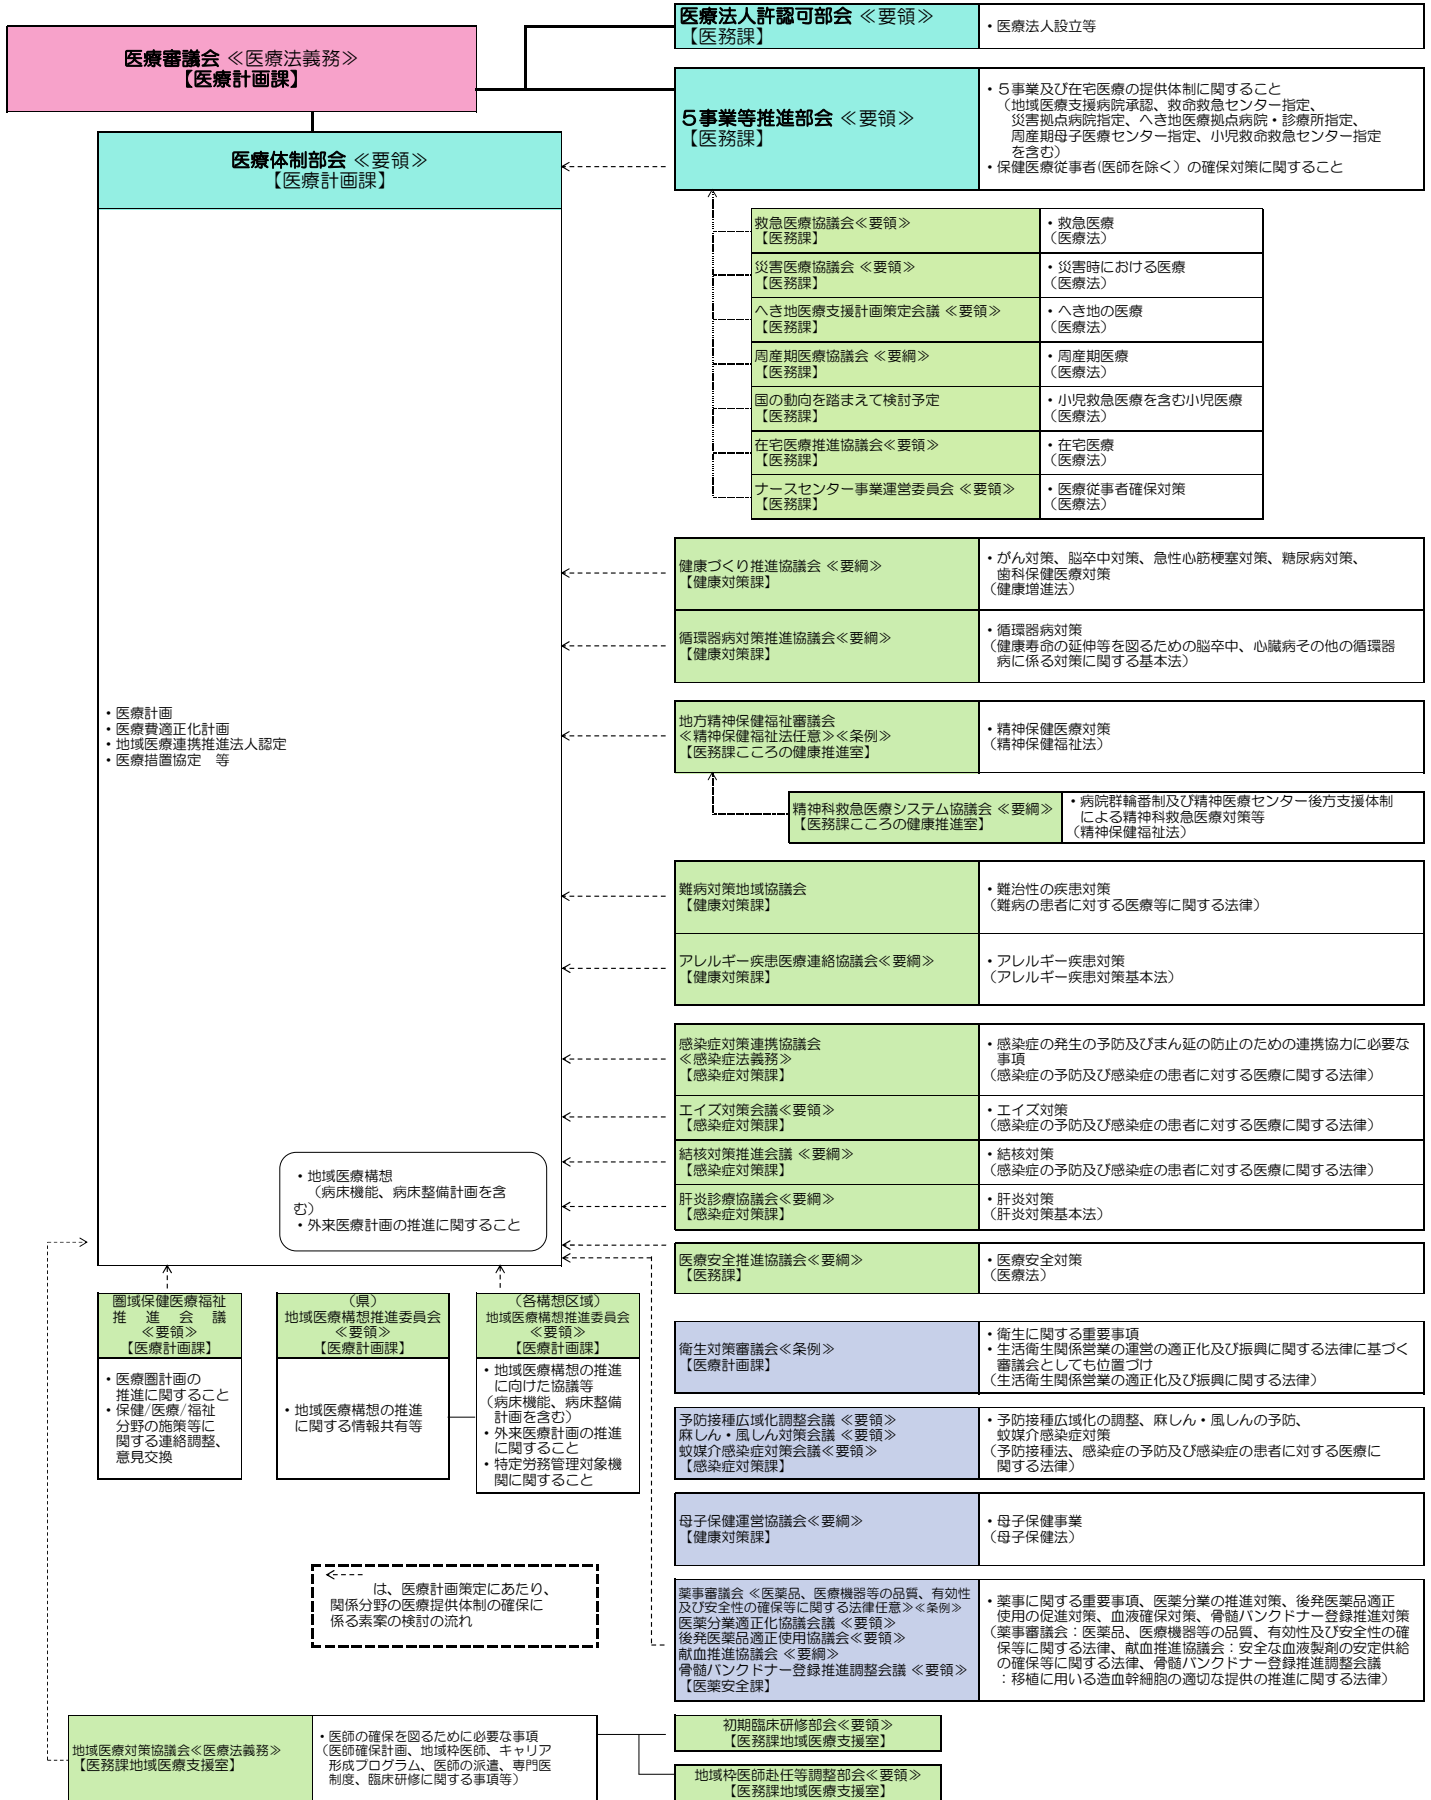 医療審議会 ≪医療法義務≫
【医療計画課】
医療法人許認可部会 ≪要領≫
【医務課】
・医療法人設立等
５事業等推進部会 ≪要領≫
【医務課】
・５事業及び在宅医療の提供体制に関すること
（地域医療支援病院承認、救命救急センター指定、
災害拠点病院指定、へき地医療拠点病院・診療所指定、
周産期母子医療センター指定、小児救命救急センター指定
を含む）
・保健医療従事者(医師を除く）の確保対策に関すること
医療体制部会 ≪要領≫
【医療計画課】
救急医療協議会≪要領≫
【医務課】
・救急医療
（医療法）
災害医療協議会 ≪要領≫
【医務課】
・災害時における医療
（医療法）
へき地医療支援計画策定会議 ≪要領≫
【医務課】
・へき地の医療
（医療法）
周産期医療協議会 ≪要綱≫
【医務課】
・周産期医療
（医療法）
国の動向を踏まえて検討予定
【医務課】
・小児救急医療を含む小児医療
（医療法）
在宅医療推進協議会≪要領≫
【医務課】
・在宅医療
（医療法）
ナースセンター事業運営委員会 ≪要領≫
【医務課】
・医療従事者確保対策
（医療法）
健康づくり推進協議会 ≪要綱≫
【健康対策課】
・がん対策、脳卒中対策、急性心筋梗塞対策、糖尿病対策、
歯科保健医療対策
（健康増進法）
循環器病対策推進協議会≪要綱≫
【健康対策課】
・循環器病対策
（健康寿命の延伸等を図るための脳卒中、心臓病その他の循環器
病に係る対策に関する基本法）
・医療計画
・医療費適正化計画
・地域医療連携推進法人認定
・医療措置協定　等
地方精神保健福祉審議会
≪精神保健福祉法任意≫≪条例≫
【医務課こころの健康推進室】
・精神保健医療対策
（精神保健福祉法）
精神科救急医療システム協議会 ≪要綱≫
【医務課こころの健康推進室】
・病院群輪番制及び精神医療センター後方支援体制
による精神科救急医療対策等
（精神保健福祉法）
難病対策地域協議会
【健康対策課】
・難治性の疾患対策
（難病の患者に対する医療等に関する法律）
アレルギー疾患医療連絡協議会≪要綱≫
【健康対策課】
・アレルギー疾患対策
（アレルギー疾患対策基本法）
感染症対策連携協議会
≪感染症法義務≫
【感染症対策課】
・感染症の発生の予防及びまん延の防止のための連携協力に必要な
事項
（感染症の予防及び感染症の患者に対する医療に関する法律）
エイズ対策会議≪要領≫
【感染症対策課】
・エイズ対策
（感染症の予防及び感染症の患者に対する医療に関する法律）
結核対策推進会議 ≪要綱≫
【感染症対策課】
・結核対策
（感染症の予防及び感染症の患者に対する医療に関する法律）
肝炎診療協議会≪要綱≫
【感染症対策課】
・肝炎対策
（肝炎対策基本法）
・地域医療構想
（病床機能、病床整備計画を含
む）
・外来医療計画の推進に関すること
医療安全推進協議会≪要綱≫
【医務課】
・医療安全対策
（医療法）
圏域保健医療福祉
推　進　会　議
≪要領≫
【医療計画課】
・医療圏計画の
推進に関すること
・保健/医療/福祉
分野の施策等に
関する連絡調整、
意見交換
（県）
地域医療構想推進委員会
≪要領≫
【医療計画課】
・地域医療構想の推進
に関する情報共有等
（各構想区域）
地域医療構想推進委員会
≪要領≫
【医療計画課】
・地域医療構想の推進
に向けた協議等
（病床機能、病床整備
計画を含む）
・外来医療計画の推進
に関すること
・特定労務管理対象機
関に関すること
衛生対策審議会≪条例≫
【医療計画課】
・衛生に関する重要事項
・生活衛生関係営業の運営の適正化及び振興に関する法律に基づく
審議会としても位置づけ
（生活衛生関係営業の適正化及び振興に関する法律）
予防接種広域化調整会議 ≪要領≫
麻しん・風しん対策会議 ≪要領≫
蚊媒介感染症対策会議≪要領≫
【感染症対策課】
・予防接種広域化の調整、麻しん・風しんの予防、
蚊媒介感染症対策
（予防接種法、感染症の予防及び感染症の患者に対する医療に
関する法律）
母子保健運営協議会≪要綱≫
【健康対策課】
・母子保健事業
（母子保健法）
は、医療計画策定にあたり、
関係分野の医療提供体制の確保に
係る素案の検討の流れ
薬事審議会 ≪医薬品、医療機器等の品質、有効性
及び安全性の確保等に関する法律任意≫≪条例≫
医薬分業適正化協議会議 ≪要領≫
後発医薬品適正使用協議会≪要領≫
献血推進協議会 ≪要綱≫
骨髄バンクドナー登録推進調整会議 ≪要領≫
【医薬安全課】
・薬事に関する重要事項、医薬分業の推進対策、後発医薬品適正
使用の促進対策、血液確保対策、骨髄バンクドナー登録推進対策
（薬事審議会：医薬品、医療機器等の品質、有効性及び安全性の確
保等に関する法律、献血推進協議会：安全な血液製剤の安定供給
の確保等に関する法律、骨髄バンクドナー登録推進調整会議
：移植に用いる造血幹細胞の適切な提供の推進に関する法律）
地域医療対策協議会≪医療法義務≫
【医務課地域医療支援室】
・医師の確保を図るために必要な事項
（医師確保計画、地域枠医師、キャリア
形成プログラム、医師の派遣、専門医
制度、臨床研修に関する事項等）
初期臨床研修部会≪要領≫
【医務課地域医療支援室】
地域枠医師赴任等調整部会≪要領≫
【医務課地域医療支援室】